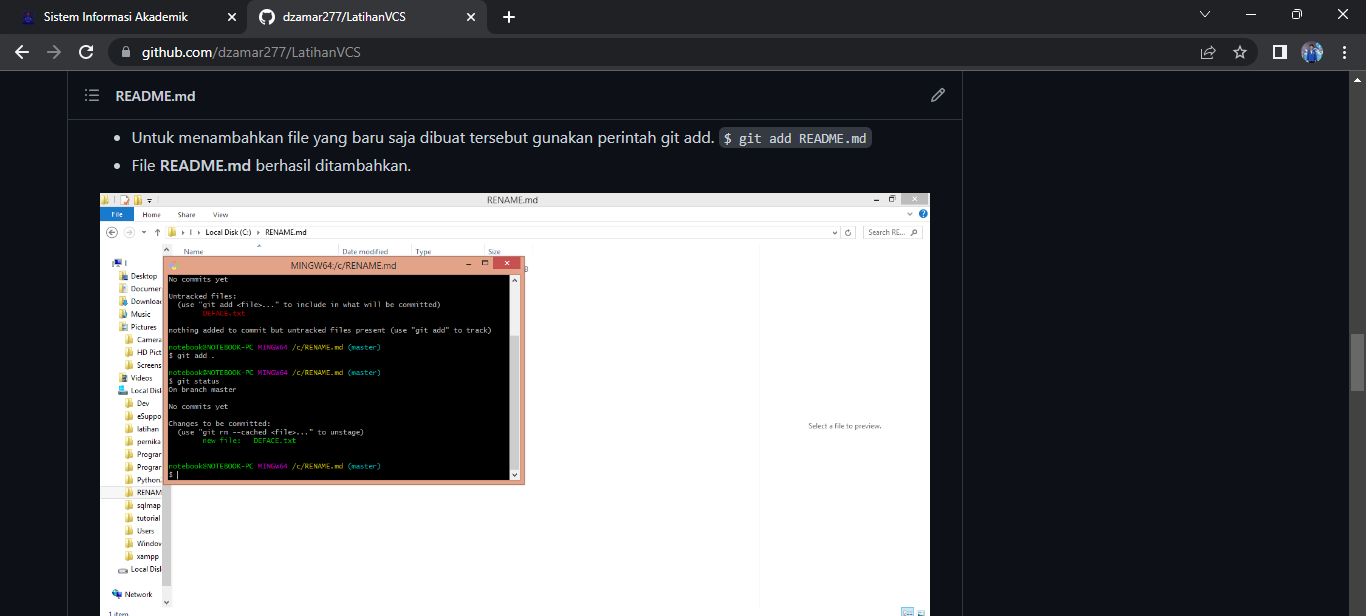 Sistem Informasi Akademik
dzamar277/LatihanVCS
github.com/dzamar277/LatihanVCS
README.md
Untuk menambahkan file yang baru saja dibuat tersebut gunakan perintah git add. $ git add README.md
File README.md berhasil ditambahkan.
RENAME.md
File Home Share View
I Local Disk (C:) RENAME.md
Search RE...
Name Date modified Type Size
I
Desktop
Documen
Downloa
Music
Pictures
Camera
HD Pict
Screens
Videos
Local Disk
Dev
eSuppo
latihan
pernika
Program
Program
Python.
RENAM
sqlmap
tutorial
Users
Window
xampp
Local Disk
Network
1 item
MINGW64:/c/RENAME.md
No commits yet
Untracked files:
(use "git add <file>..." to include in what will be committed)
DEFACE.txt
nothing added to commit but untracked files present (use "git add" to track)
notebook@NOTEBOOK-PC MINGW64 /c/RENAME.md (master)
$ git add .
notebook@NOTEBOOK-PC MINGW64 /c/RENAME.md (master)
$ git status
On branch master
No commits yet
Changes to be committed:
(use "git rm --cached <file>..." to unstage)
new file: DEFACE.txt
notebook@NOTEBOOK-PC MINGW64 /c/RENAME.md (master)
$
Select a file to preview.